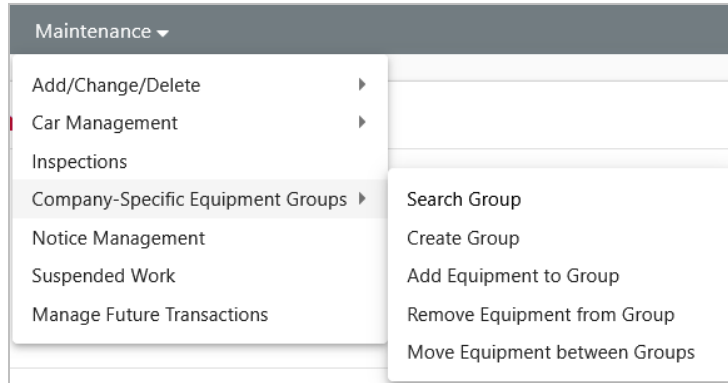 Maintenance
Add/Change/Delete
Car Management
Inspections
Company-Specific Equipment Groups
Notice Management
Suspended Work
Manage Future Transactions
Search Group
Create Group
Add Equipment to Group
Remove Equipment from Group
Move Equipment between Groups